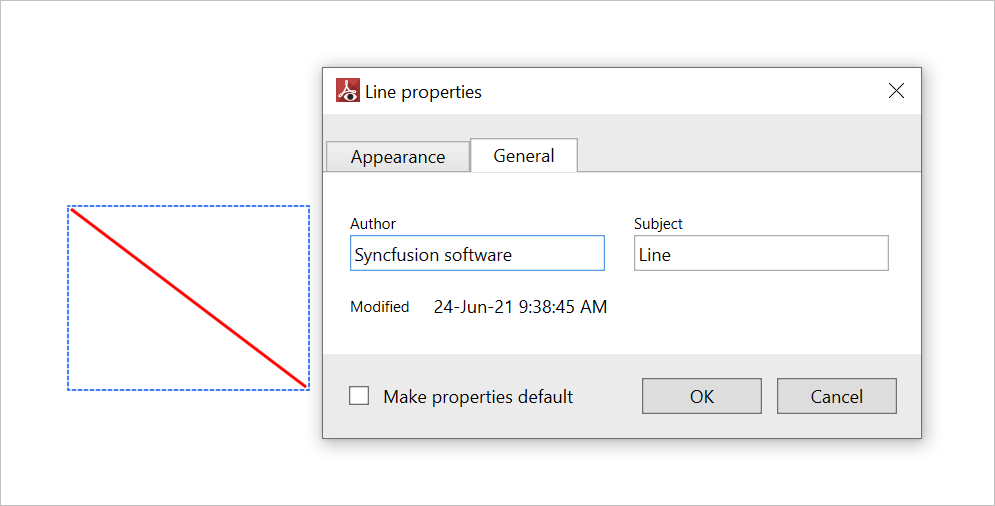 Line properties
Appearance General
Author Subject
Syncfusion software Line
Modified 24-Jun-21 9:38:45 AM
Make properties default OK Cancel